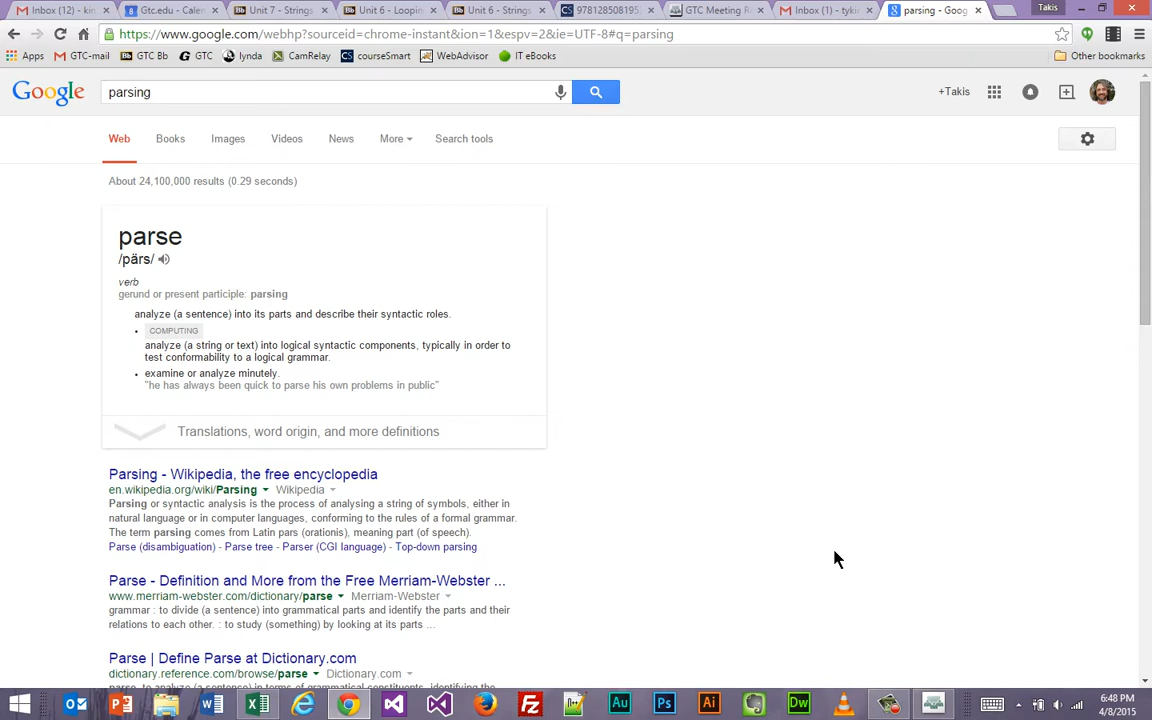 Inbox (12) - kin
Gtc.edu - Calen
Unit 7 - Strings
Unit 6 - Loopin
Unit 6 - Strings
978128508195
GTC Meeting R
Inbox (1) - tyki
parsing - Goog
Takis
https://www.google.com/webhp?sourceid=chrome-instant&ion=1&espv=2&ie=UTF-8#q=parsing
Apps GTC-mail GTC Bb GTC lynda CamRelay courseSmart WebAdvisor IT eBooks Other bookmarks
Google parsing +Takis
Web Books Images Videos News More Search tools
About 24,100,000 results (0.29 seconds)
parse
/pärs/
verb
gerund or present participle: parsing
analyze (a sentence) into its parts and describe their syntactic roles.
COMPUTING
analyze (a string or text) into logical syntactic components, typically in order to
test conformability to a logical grammar.
examine or analyze minutely.
"he has always been quick to parse his own problems in public"
Translations, word origin, and more definitions
Parsing - Wikipedia, the free encyclopedia
en.wikipedia.org/wiki/Parsing Wikipedia
Parsing or syntactic analysis is the process of analysing a string of symbols, either in
natural language or in computer languages, conforming to the rules of a formal grammar.
The term parsing comes from Latin pars (orationis), meaning part (of speech).
Parse (disambiguation) - Parse tree - Parser (CGI language) - Top-down parsing
Parse - Definition and More from the Free Merriam-Webster ...
www.merriam-webster.com/dictionary/parse Merriam-Webster
grammar : to divide (a sentence) into grammatical parts and identify the parts and their
relations to each other. : to study (something) by looking at its parts ...
Parse | Define Parse at Dictionary.com
dictionary.reference.com/browse/parse Dictionary.com
6:48 PM
4/8/2015